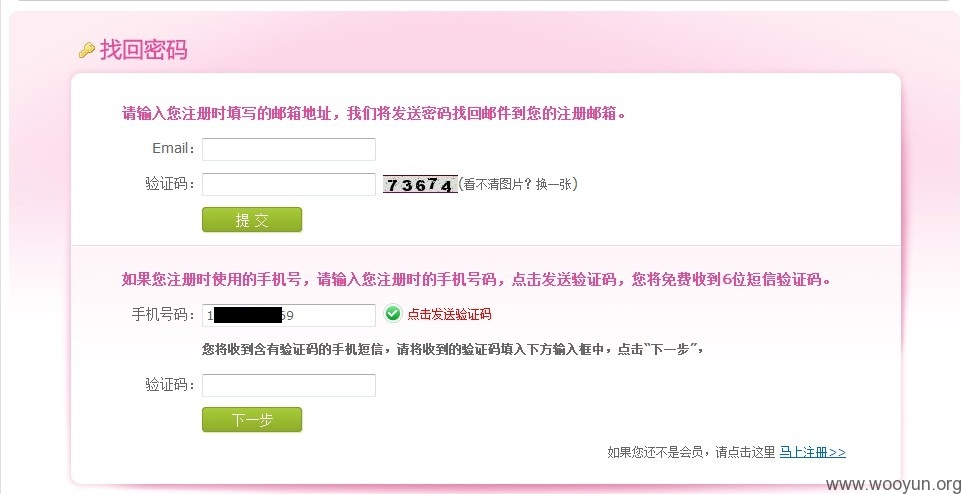 找回密码
请输入您注册时填写的邮箱地址，我们将发送密码找回邮件到您的注册邮箱。
Email：
验证码： 73674 (看不清图片？换一张)
提 交
如果您注册时使用的手机号，请输入您注册时的手机号码，点击发送验证码，您将免费收到6位短信验证码。
手机号码： 1 69 点击发送验证码
您将收到含有验证码的手机短信，请将收到的验证码填入下方输入框中，点击“下一步”，
验证码：
下一步
如果您还不是会员，请点击这里 马上注册>>
www.wooyun.org